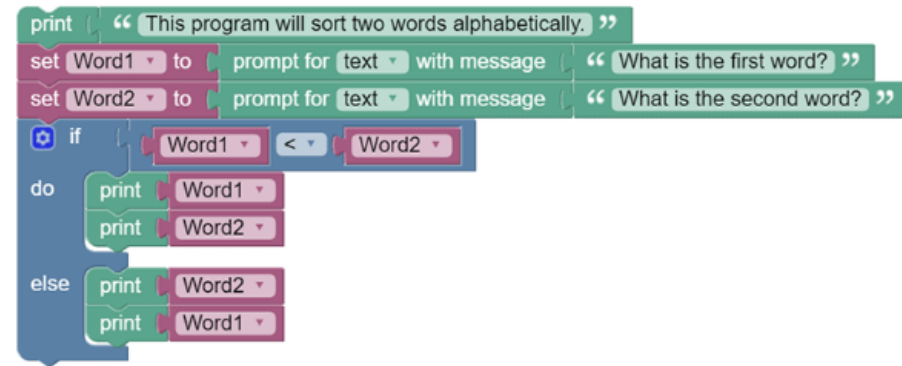 print “ This program will sort two words alphabetically. ”
set Word1 to prompt for text with message “ What is the first word? ”
set Word2 to prompt for text with message “ What is the second word? ”
if Word1 < Word2
do print Word1
print Word2
else print Word2
print Word1